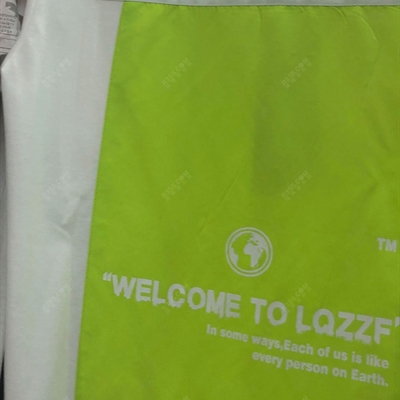 TM
"WELCOME TO LQZZF"
In some ways,Each of us is like
every person on Earth.